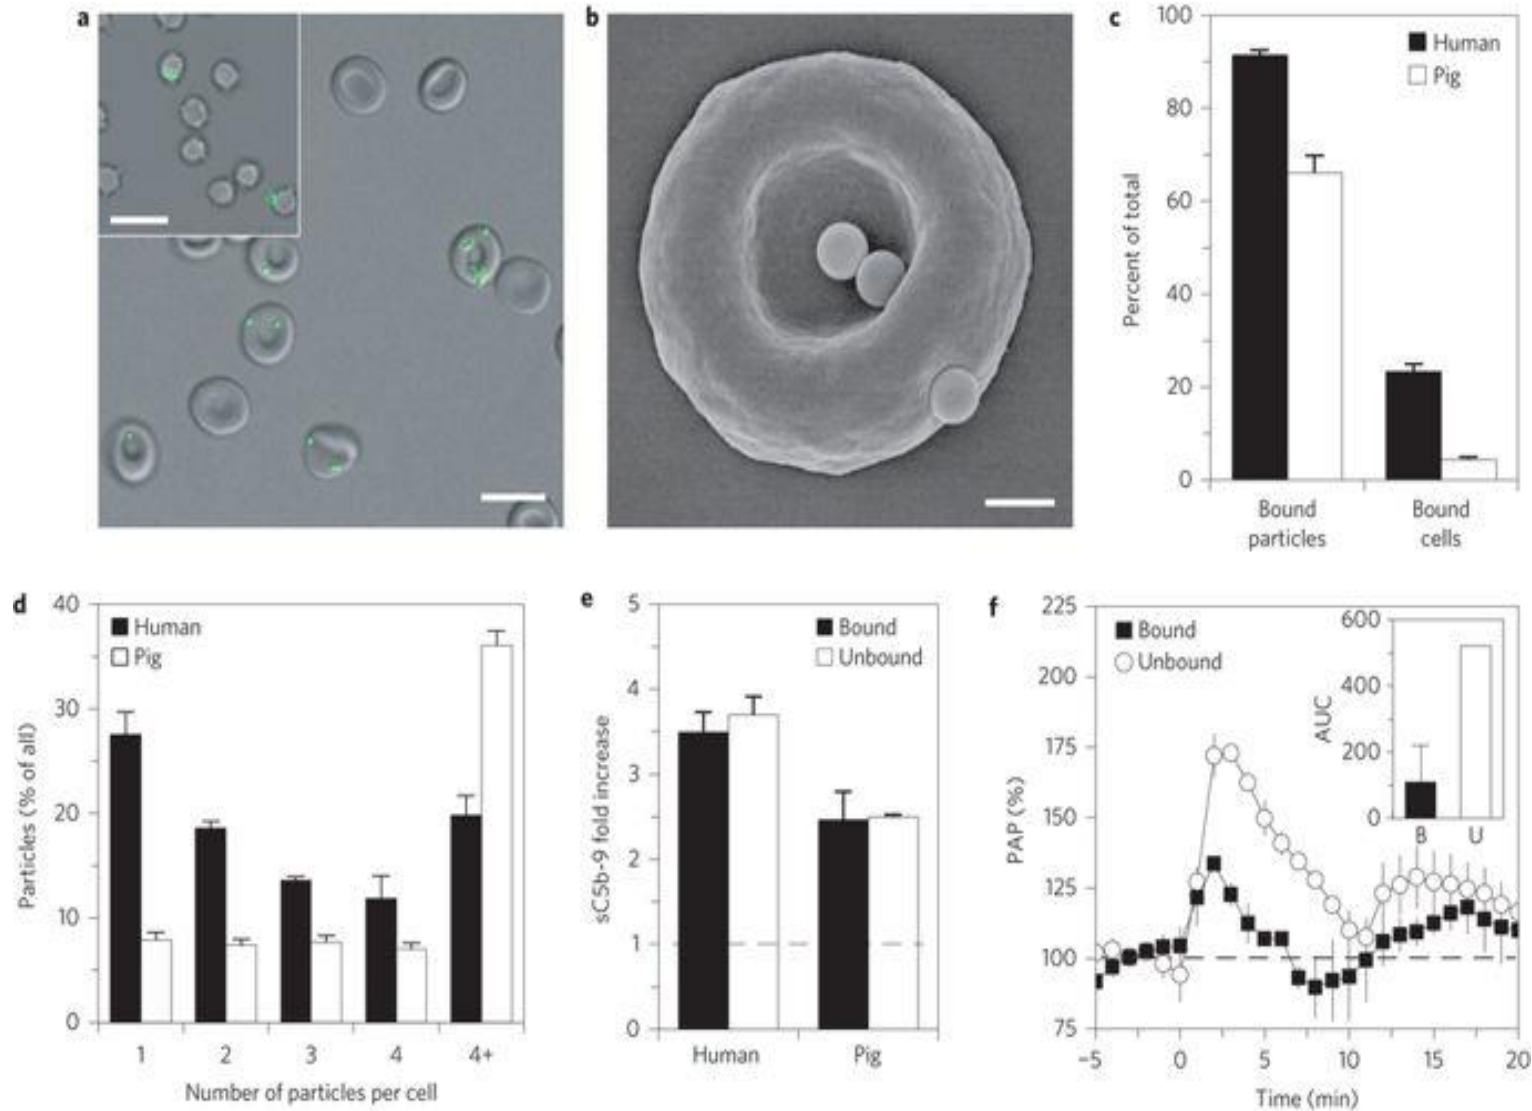 a
b
c
100
80
60
40
20
0
Percent of total
Human
Pig
Bound
particles
Bound
cells
d
40
30
20
10
0
Particles (% of all)
Human
Pig
1 2 3 4 4+
Number of particles per cell
e
5
4
3
2
1
0
sC5b-9 fold increase
Bound
Unbound
Human Pig
f
225
200
175
150
125
100
75
PAP (%)
Bound
Unbound
600
400
200
0
AUC
B U
-5 0 5 10 15 20
Time (min)